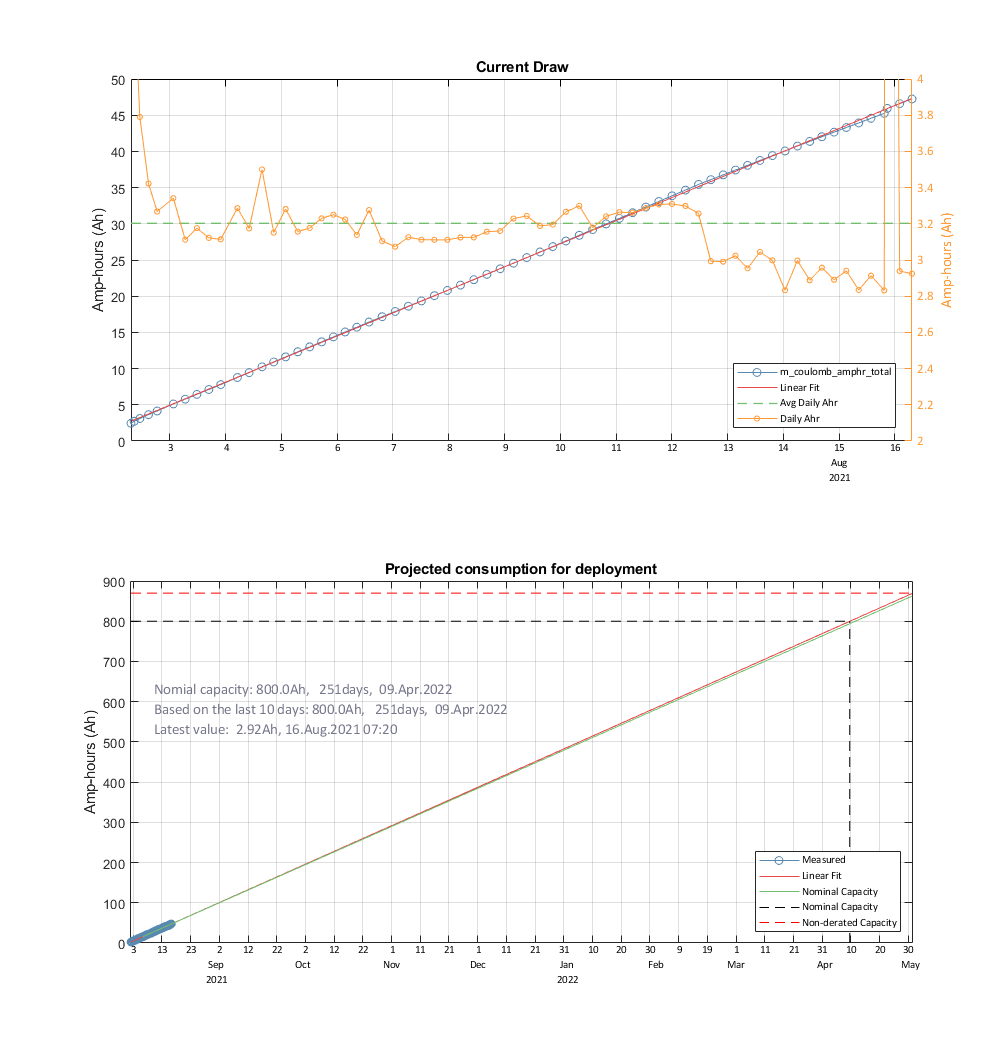 Current Draw
50
45
40
35
30
25
20
15
10
5
0
Amp-hours (Ah)
4
3.8
3.6
3.4
3.2
3
2.8
2.6
2.4
2.2
2
Amp-hours (Ah)
m_coulomb_amphr_total
Linear Fit
Avg Daily Ahr
Daily Ahr
3 4 5 6 7 8 9 10 11 12 13 14 15 16
Aug
2021
Projected consumption for deployment
900
800
700
600
500
400
300
200
100
0
Amp-hours (Ah)
Nomial capacity: 800.0Ah, 251days, 09.Apr.2022
Based on the last 10 days: 800.0Ah, 251days, 09.Apr.2022
Latest value: 2.92Ah, 16.Aug.2021 07:20
Measured
Linear Fit
Nominal Capacity
Nominal Capacity
Non-derated Capacity
3 13 23 2 12 22 2 12 22 1 11 21 1 11 21 31 10 20 30 9 19 1 11 21 31 10 20 30
Sep Oct Nov Dec Jan Feb Mar Apr May
2021 2022